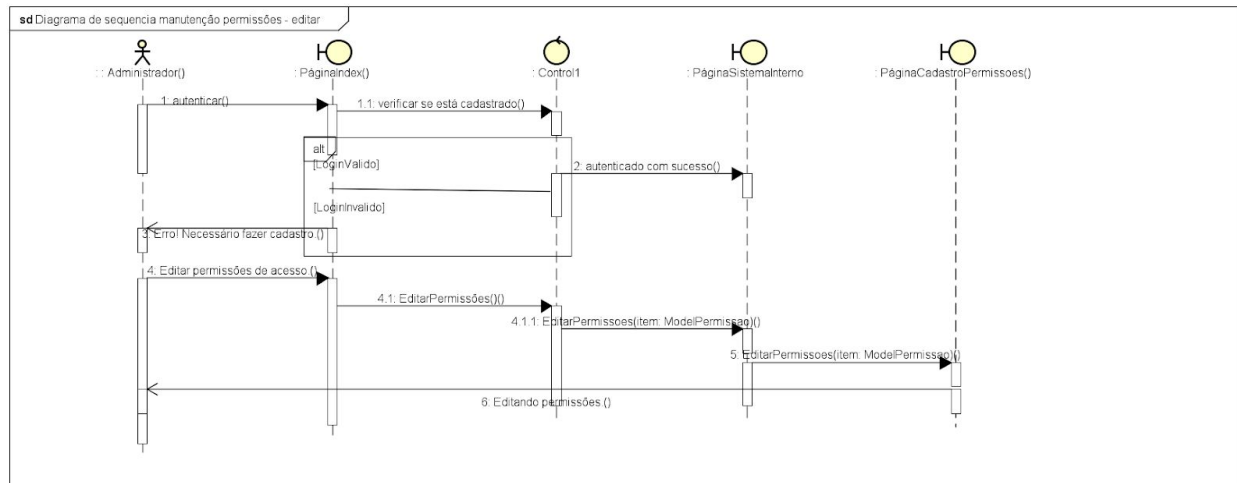 sd Diagrama de sequencia manutenção permissões - editar
: : Administrador()
: PáginaIndex()
: Control1
: PáginaSistemaInterno
: PáginaCadastroPermissoes()
1: autenticar()
1.1: verificar se está cadastrado()
alt
[LoginValido]
2: autenticado com sucesso()
[LoginInvalido]
3: Erro! Necessário fazer cadastro.()
4: Editar permissões de acesso.()
4.1: EditarPermissões()()
4.1.1: EditarPermissoes(item: ModelPermissao)()
5: EditarPermissoes(item: ModelPermissao)()
6: Editando permissões.()